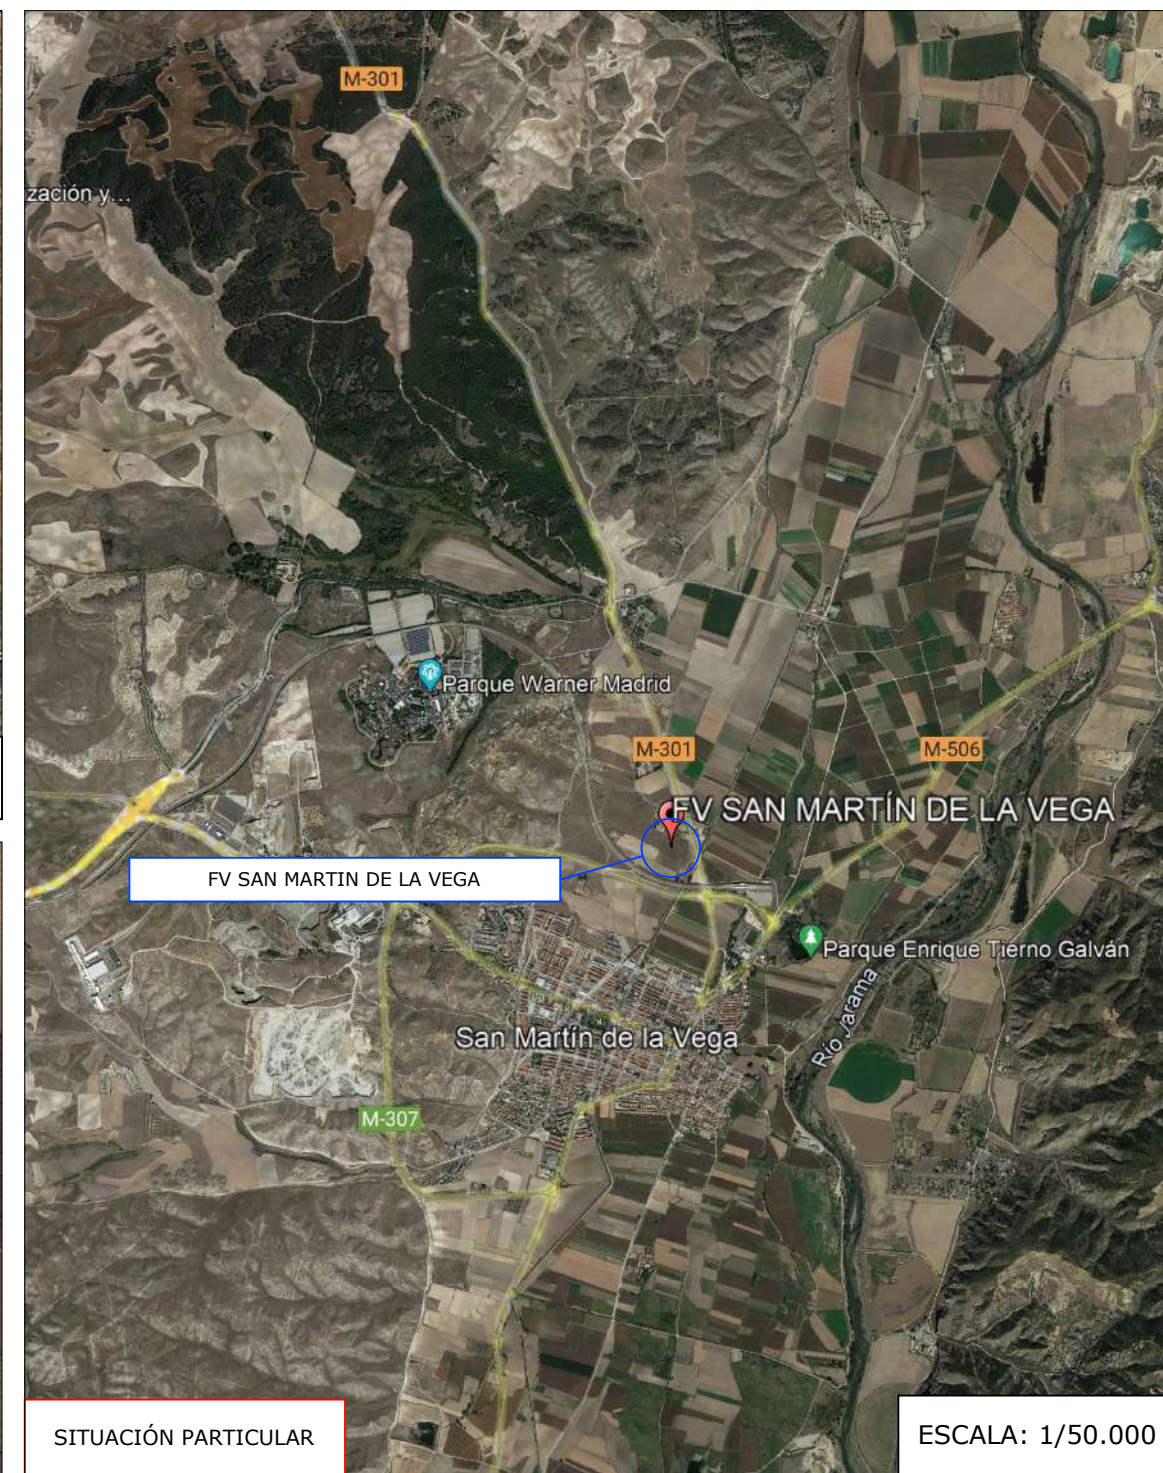 M-301
zación y...
Parque Warner Madrid
M-301
M-506
FV SAN MARTÍN DE LA VEGA
FV SAN MARTIN DE LA VEGA
Parque Enrique Tierno Galván
Río Jarama
San Martín de la Vega
M-307
SITUACIÓN PARTICULAR
ESCALA: 1/50.000